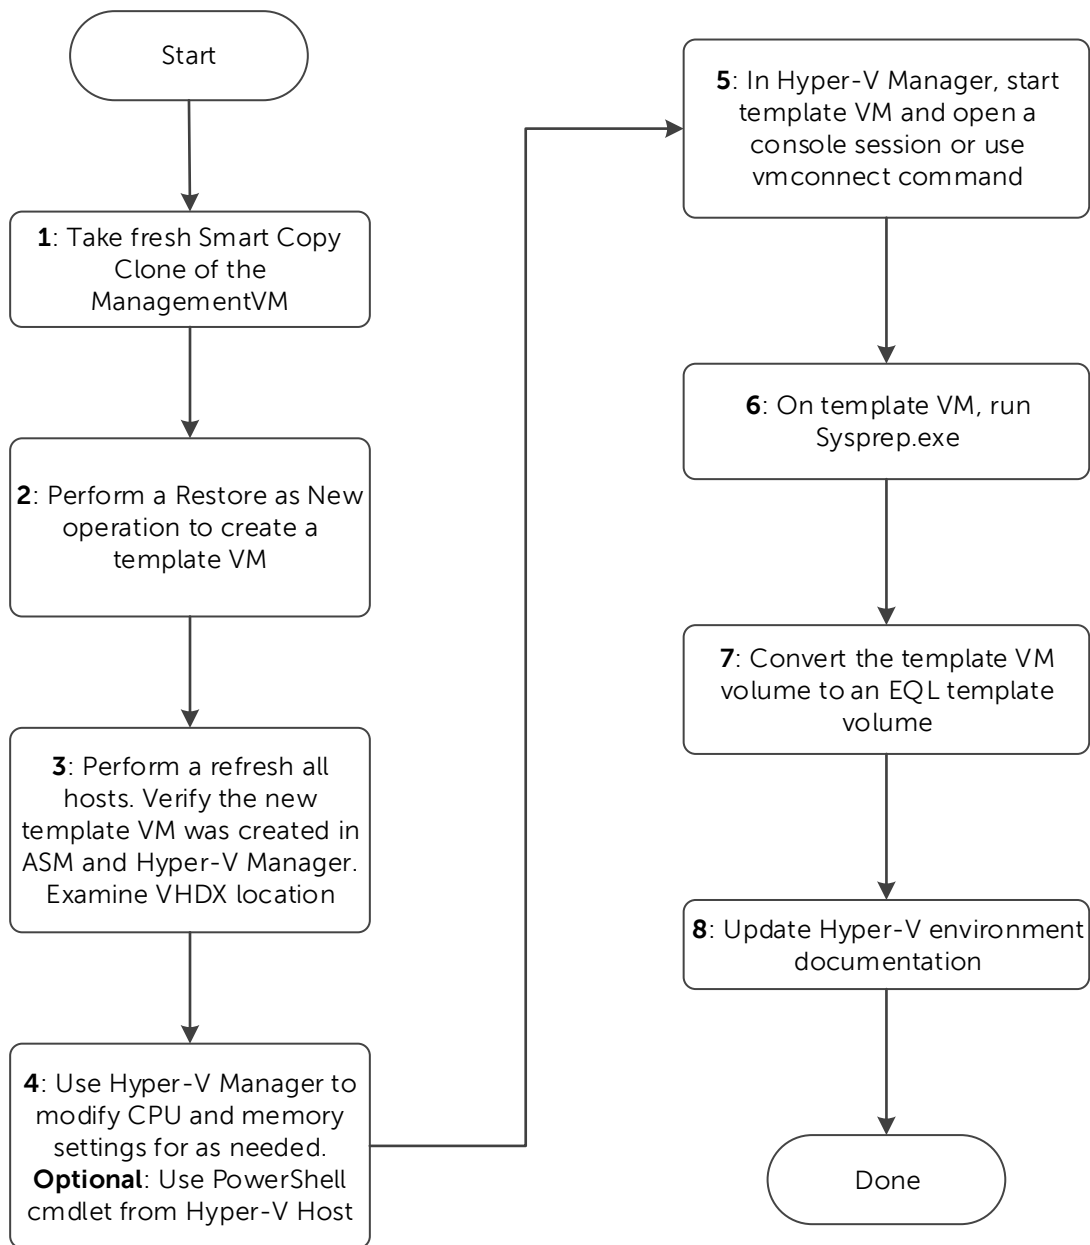 Start
1: Take fresh Smart Copy
Clone of the
ManagementVM
2: Perform a Restore as New
operation to create a
template VM
3: Perform a refresh all
hosts. Verify the new
template VM was created in
ASM and Hyper-V Manager.
Examine VHDX location
4: Use Hyper-V Manager to
modify CPU and memory
settings for as needed.
Optional: Use PowerShell
cmdlet from Hyper-V Host
5: In Hyper-V Manager, start
template VM and open a
console session or use
vmconnect command
6: On template VM, run
Sysprep.exe
7: Convert the template VM
volume to an EQL template
volume
8: Update Hyper-V environment
documentation
Done